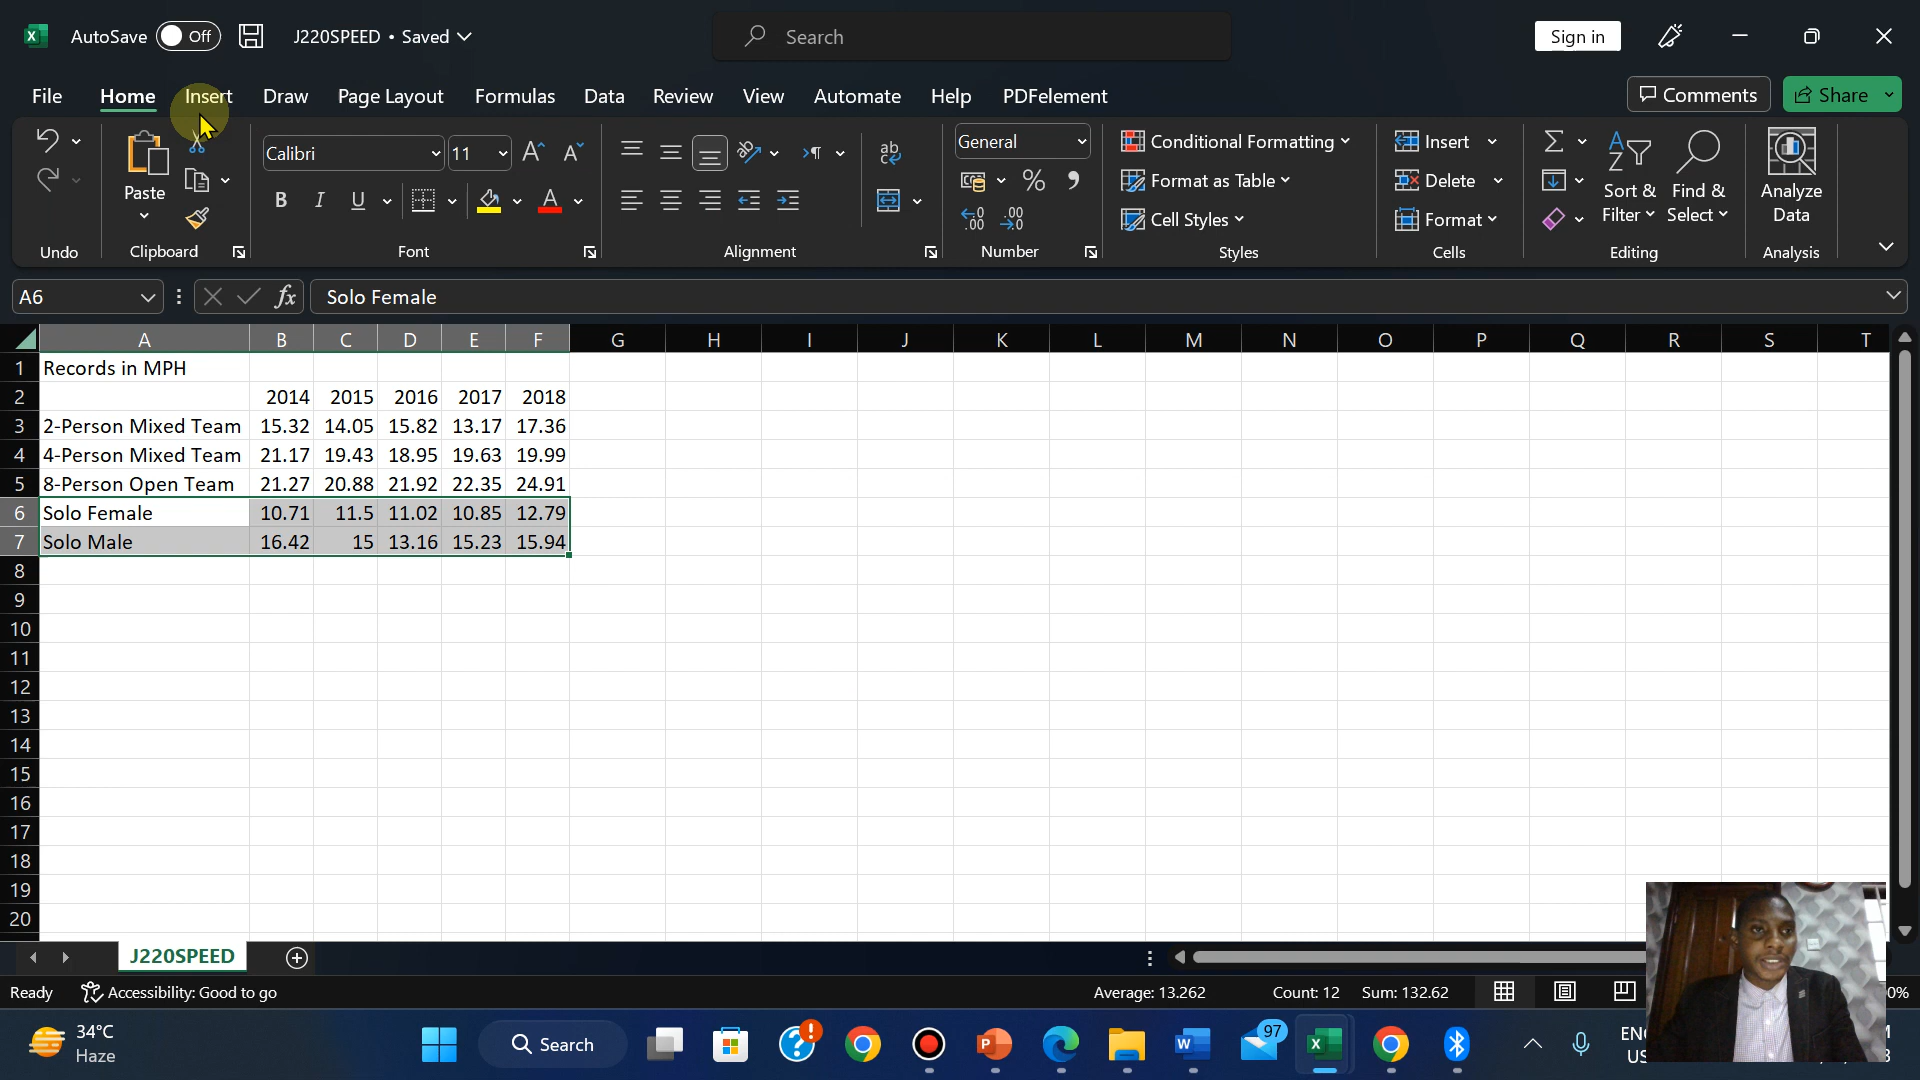 AutoSave Off J220SPEED • Saved Search Sign in
File Home Insert Draw Page Layout Formulas Data Review View Automate Help PDFelement Comments Share
Paste Calibri 11 General Conditional Formatting Insert
Format as Table Delete Sort & Filter Find & Select Analyze Data
Cell Styles Format
Undo Clipboard Font Alignment Number Styles Cells Editing Analysis
A6 fx Solo Female
A B C D E F G H I J K L M N O P Q R S T
1 Records in MPH
2 2014 2015 2016 2017 2018
3 2-Person Mixed Team 15.32 14.05 15.82 13.17 17.36
4 4-Person Mixed Team 21.17 19.43 18.95 19.63 19.99
5 8-Person Open Team 21.27 20.88 21.92 22.35 24.91
6 Solo Female 10.71 11.5 11.02 10.85 12.79
7 Solo Male 16.42 15 13.16 15.23 15.94
8
9
10
11
12
13
14
15
16
17
18
19
20
J220SPEED
Ready Accessibility: Good to go Average: 13.262 Count: 12 Sum: 132.62 0%
34°C
Haze
Search 97 ENG
US